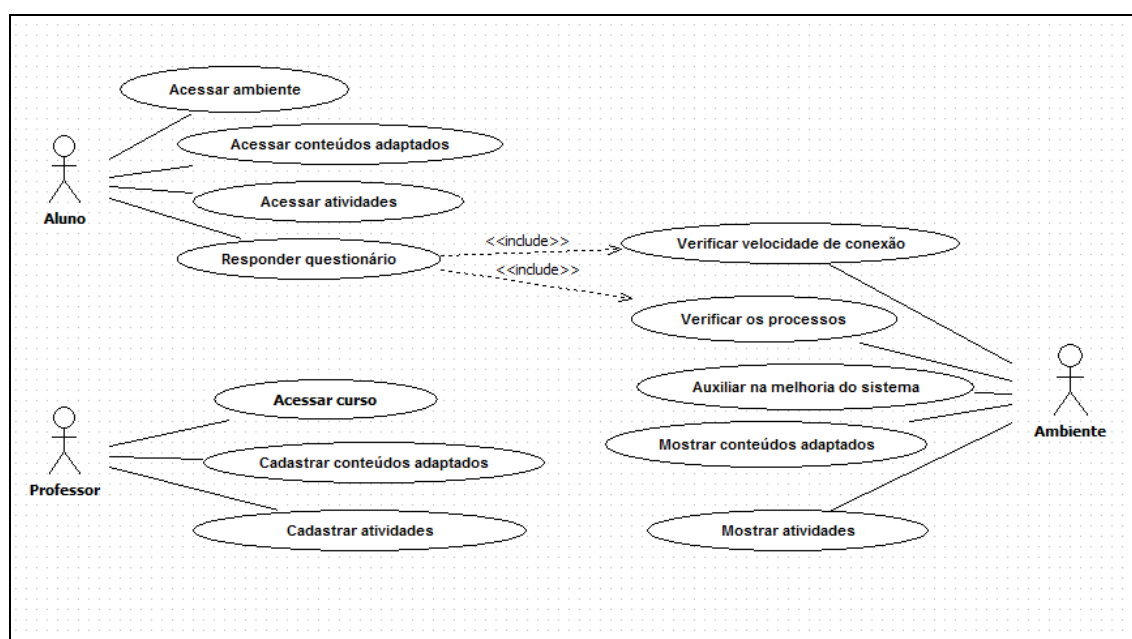 Acessar ambiente
Acessar conteúdos adaptados
Acessar atividades
Aluno
Responder questionário
<<include>>
<<include>>
Verificar velocidade de conexão
Verificar os processos
Auxiliar na melhoria do sistema
Mostrar conteúdos adaptados
Mostrar atividades
Ambiente
Acessar curso
Cadastrar conteúdos adaptados
Professor
Cadastrar atividades